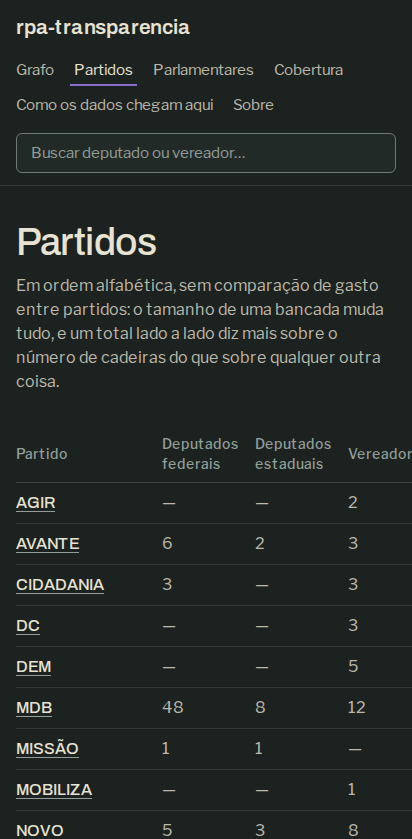 rpa-transparencia
Grafo Partidos Parlamentares Cobertura
Como os dados chegam aqui Sobre
Buscar deputado ou vereador...
Partidos
Em ordem alfabética, sem comparação de gasto
entre partidos: o tamanho de uma bancada muda
tudo, e um total lado a lado diz mais sobre o
número de cadeiras do que sobre qualquer outra
coisa.
Partido Deputados federais Deputados estaduais Vereador
AGIR — — 2
AVANTE 6 2 3
CIDADANIA 3 — 3
DC — — 3
DEM — — 5
MDB 48 8 12
MISSÃO 1 1 —
MOBILIZA — — 1
NOVO 5 3 8